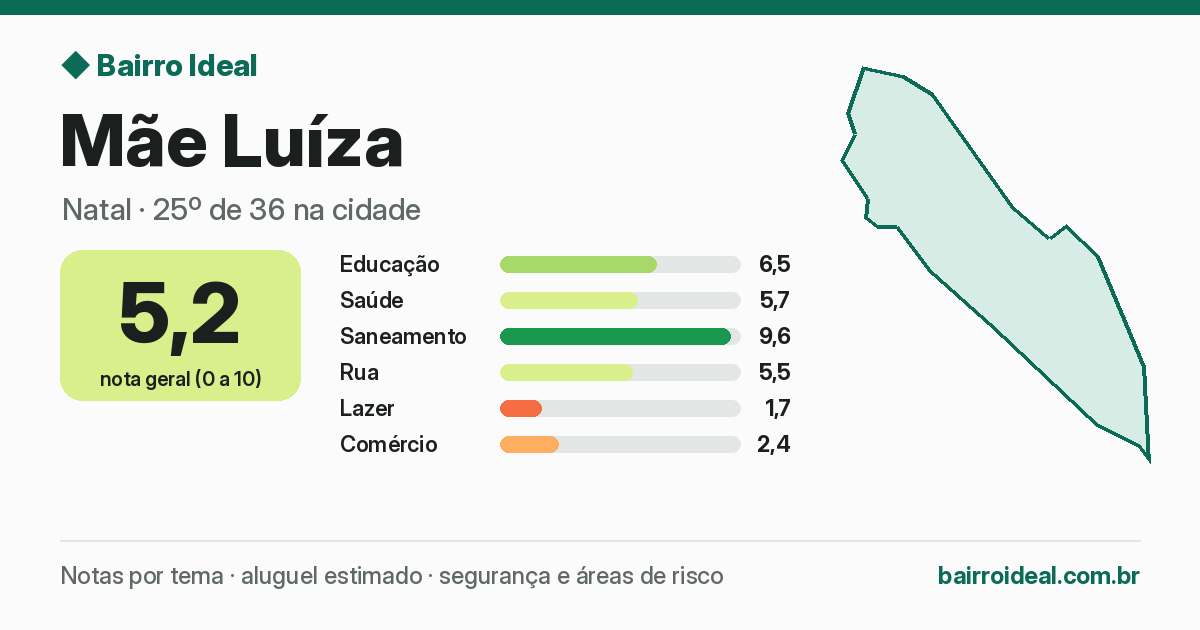 Bairro Ideal
Mãe Luíza
Natal · 25º de 36 na cidade
5,2
nota geral (0 a 10)
Educação 6,5
Saúde 5,7
Saneamento 9,6
Rua 5,5
Lazer 1,7
Comércio 2,4
Notas por tema · aluguel estimado · segurança e áreas de risco
bairroideal.com.br